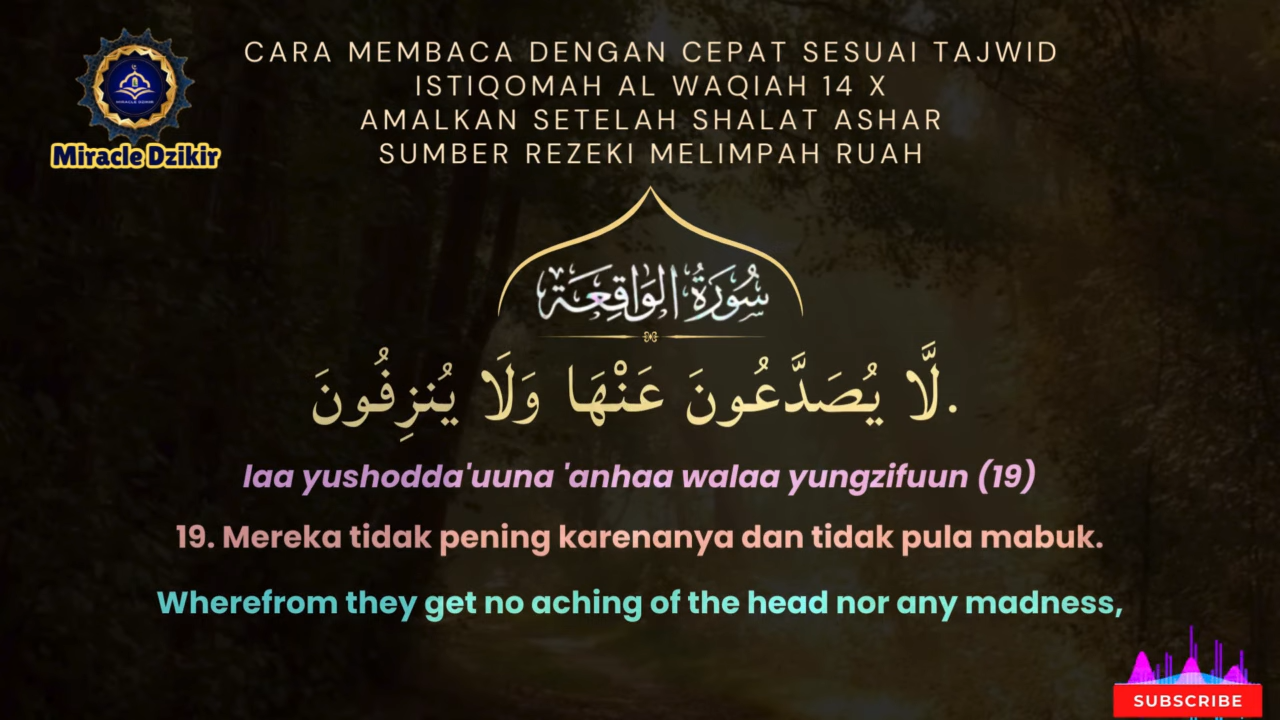 CARA MEMBACA DENGAN CEPAT SESUAI TAJWID
ISTIQOMAH AL WAQIAH 14 X
AMALKAN SETELAH SHALAT ASHAR
SUMBER REZEKI MELIMPAH RUAH
MIRACLE DZIKIR
Miracle Dzikir
سُورَةُ الوَاقِعَة
لَّا يُصَدَّعُونَ عَنْهَا وَلَا يُنزِفُونَ.
laa yushodda'uuna 'anhaa walaa yungzifuun (19)
19. Mereka tidak pening karenanya dan tidak pula mabuk.
Wherefrom they get no aching of the head nor any madness,
SUBSCRIBE